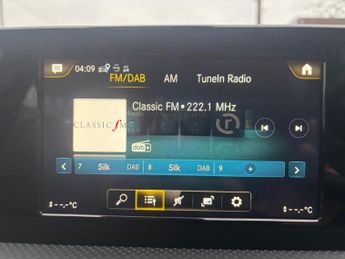 04:09
FM/DAB AM TuneIn Radio
Classic FM • 222.1 MHz
CLASSIC fM
dab+
7 Silk DAB 8 Silk DAB 9
--,-°C --,-°C